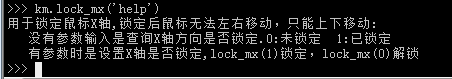 >>> km.lock_mx('help')
用于锁定鼠标X轴,锁定后鼠标无法左右移动，只能上下移动:
没有参数输入是查询X轴方向是否锁定.0:未锁定  1:已锁定
有参数时是设置X轴是否锁定,lock_mx(1)锁定，lock_mx(0)解锁
>>>